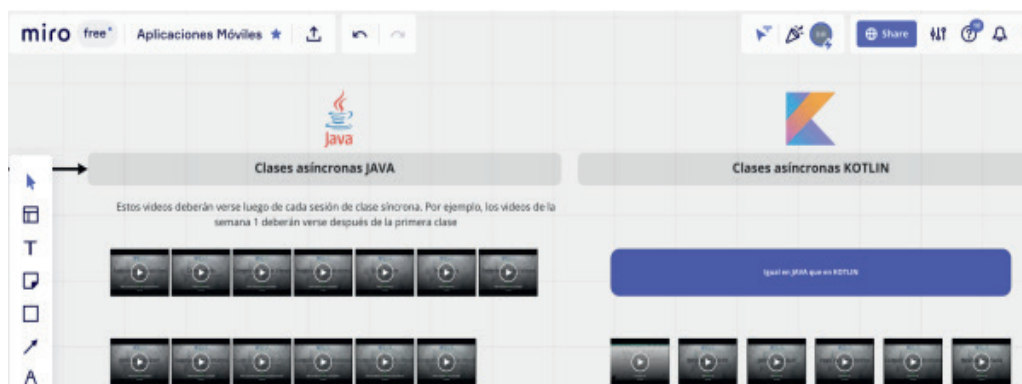 miro free Aplicaciones Móviles Share
Java
Clases asíncronas JAVA
Clases asíncronas KOTLIN
Estos videos deberán verse luego de cada sesión de clase síncrona. Por ejemplo, los videos de la
semana 1 deberán verse después de la primera clase
Igual en JAVA que en KOTLIN
T
A